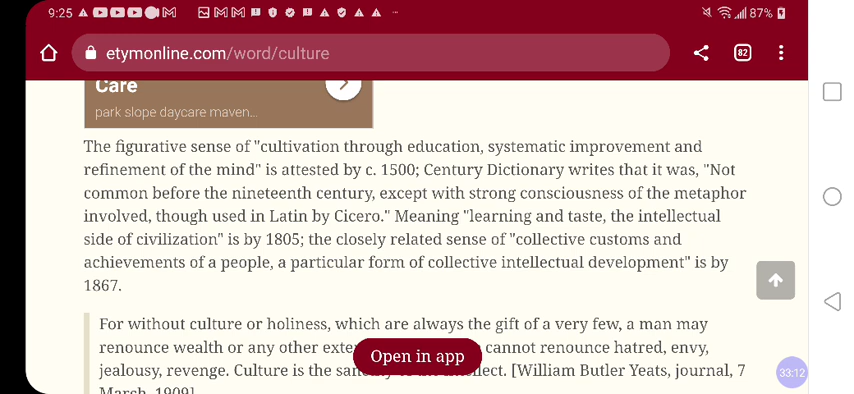 9:25
87%
etymonline.com/word/culture
82
Care
park slope daycare maven...
The figurative sense of "cultivation through education, systematic improvement and
refinement of the mind" is attested by c. 1500; Century Dictionary writes that it was, "Not
common before the nineteenth century, except with strong consciousness of the metaphor
involved, though used in Latin by Cicero." Meaning "learning and taste, the intellectual
side of civilization" is by 1805; the closely related sense of "collective customs and
achievements of a people, a particular form of collective intellectual development" is by
1867.
For without culture or holiness, which are always the gift of a very few, a man may
renounce wealth or any other cannot renounce hatred, envy,
Open in app
jealousy, revenge. Culture is the [William Butler Yeats, journal, 7
March, 1909]
33:12